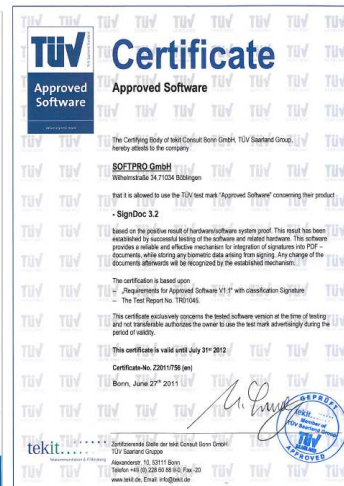 TÜV
Approved
Software
Certificate
Approved Software
The Certifying Body of tekit Consult Bonn GmbH, TÜV Saarland Group,
hereby attests to the company
SOFTPRO GmbH
Wilhelmstraße 34,71034 Böblingen
that it is allowed to use the TÜV test mark "Approved Software" concerning their product
- SignDoc 3.2
based on the positive result of hardware/software system proof. This result has been
established by successful testing of the software and related hardware. This software
provides a reliable and effective mechanism for integration of signatures into PDF –
documents, while storing any biometric data arising from signing. Any change of the
documents afterwards will be recognized by the established mechanism.
The certification is based upon
– „Requirements for Approved Software V1.1" with classification Signature
– The Test Report No. TR01045.
This certificate exclusively concerns the tested software version at the time of testing
and not transferable authorizes the owner to use the test mark advertisingly during the
period of validity.
This certificate is valid until July 31st 2012
Certificate-No. Z2011/756 (en)
Bonn, June 27th 2011
GEPRÜFT
tekit
Member of
TÜV Saarland Group
TÜV
APPROVED
tekit
Zertifizierende Stelle der tekit Consult Bonn GmbH
TÜV Saarland Gruppe
Alexanderstr. 10, 53111 Bonn
Telefon +49 (0) 228 60 88 9-0, Fax -20
www.tekit.de, Email: info@tekit.de